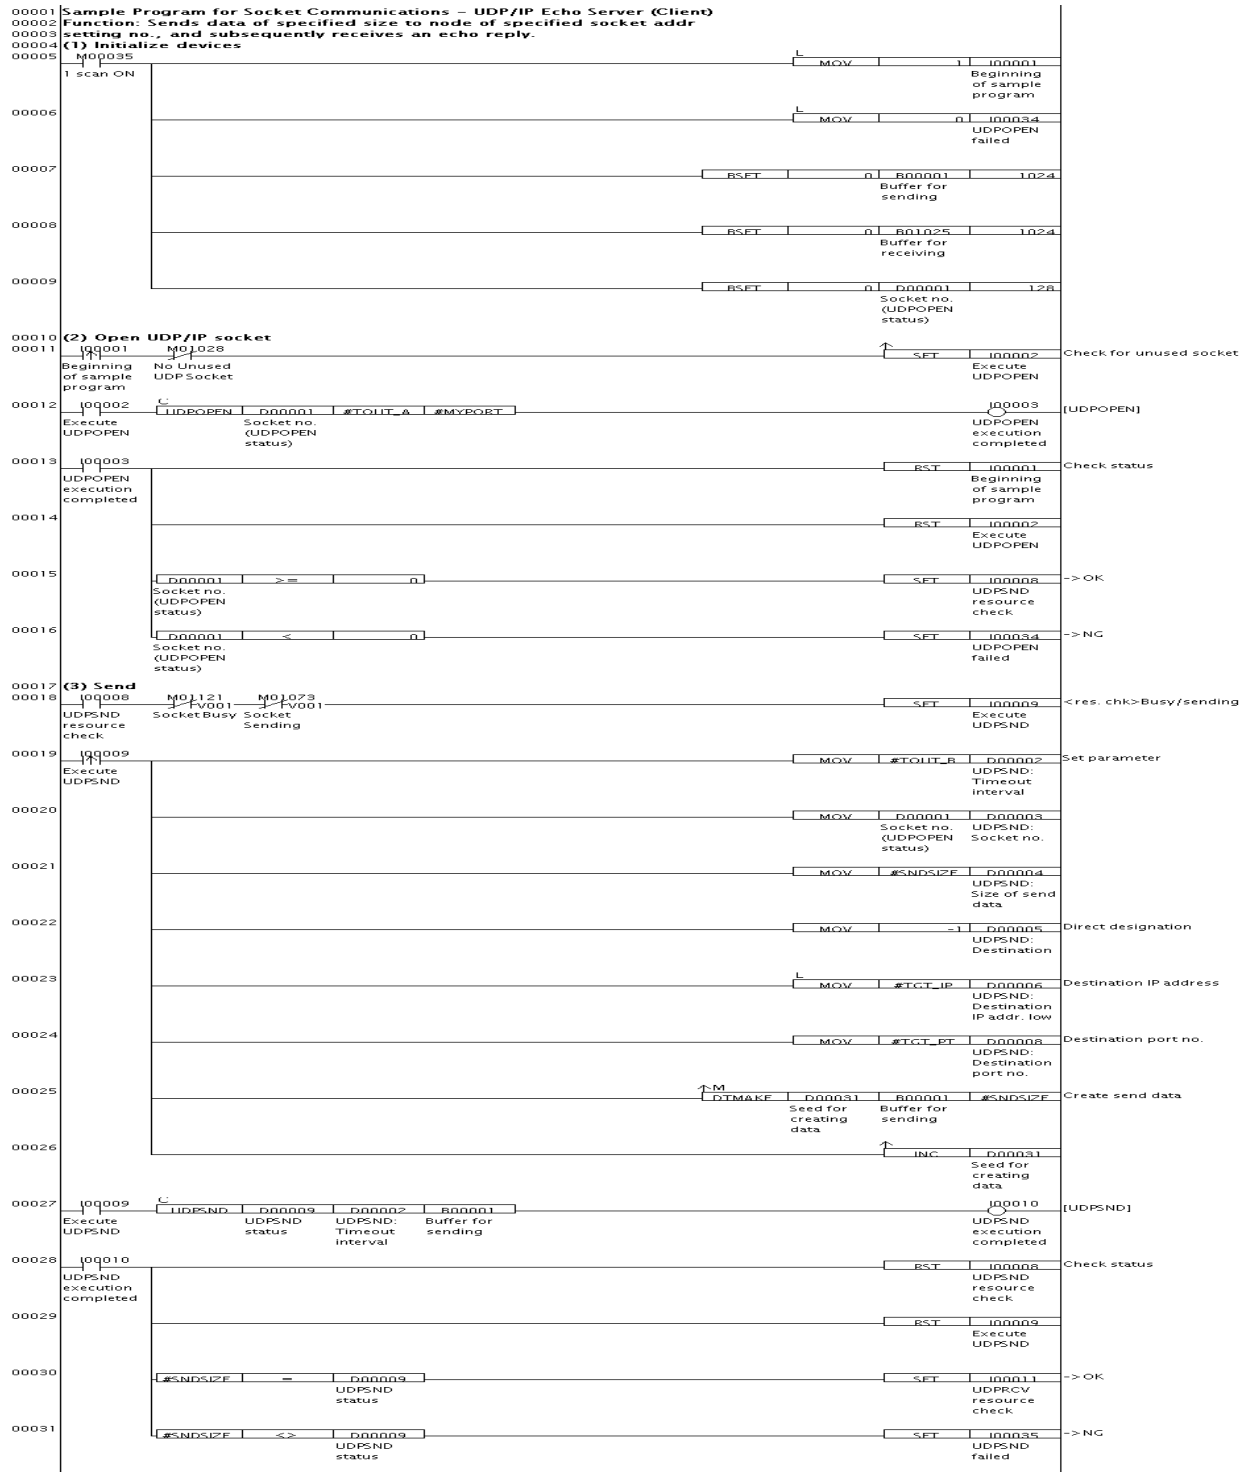 00001 Sample Program for Socket Communications – UDP/IP Echo Server (Client)
00002 Function: Sends data of specified size to node of specified socket addr
00003 setting no., and subsequently receives an echo reply.
00004 (1) Initialize devices
00005 M00035 L MOV 1 I00001
1 scan ON Beginning
of sample
program
00006 L MOV 0 I00034
UDPOPEN
failed
00007 BSET 0 B00001 1024
Buffer for
sending
00008 BSET 0 B01025 1024
Buffer for
receiving
00009 BSET 0 D00001 128
Socket no.
(UDPOPEN
status)
00010 (2) Open UDP/IP socket
00011 I00001 M01028 SET I00002 Check for unused socket
Beginning No Unused Execute
of sample UDP Socket UDPOPEN
program
00012 I00002 C UDPOPEN D00001 #TOUT_A #MYPORT I00003 [UDPOPEN]
Execute Socket no. UDPOPEN
UDPOPEN (UDPOPEN execution
status) completed
00013 I00003 RST I00001 Check status
UDPOPEN Beginning
execution of sample
completed program
00014 RST I00002
Execute
UDPOPEN
00015 D00001 >= 0 SET I00008 ->OK
Socket no. UDPSND
(UDPOPEN resource
status) check
00016 D00001 < 0 SET I00034 ->NG
Socket no. UDPOPEN
(UDPOPEN failed
status)
00017 (3) Send
00018 I00008 M01121 V001 M01073 V001 SET I00009 <res. chk>Busy/sending
UDPSND Socket Busy Socket Execute
resource Sending UDPSND
check
00019 I00009 MOV #TOUT_B D00002 Set parameter
Execute UDPSND:
UDPSND Timeout
interval
00020 MOV D00001 D00003
Socket no. UDPSND:
(UDPOPEN Socket no.
status)
00021 MOV #SNDSIZE D00004
UDPSND:
Size of send
data
00022 MOV -1 D00005 Direct designation
UDPSND:
Destination
00023 L MOV #TGT_IP D00006 Destination IP address
UDPSND:
Destination
IP addr. low
00024 MOV #TGT_PT D00008 Destination port no.
UDPSND:
Destination
port no.
00025 M DTMAKE D00031 B00001 #SNDSIZE Create send data
Seed for Buffer for
creating sending
data
00026 INC D00031
Seed for
creating
data
00027 I00009 C UDPSND D00009 D00002 B00001 I00010 [UDPSND]
Execute UDPSND UDPSND: Buffer for UDPSND
UDPSND status Timeout sending execution
interval completed
00028 I00010 RST I00008 Check status
UDPSND UDPSND
execution resource
completed check
00029 RST I00009
Execute
UDPSND
00030 #SNDSIZE = D00009 SET I00011 ->OK
UDPSND UDPRCV
status resource
check
00031 #SNDSIZE <> D00009 SET I00035 ->NG
UDPSND UDPSND
status failed